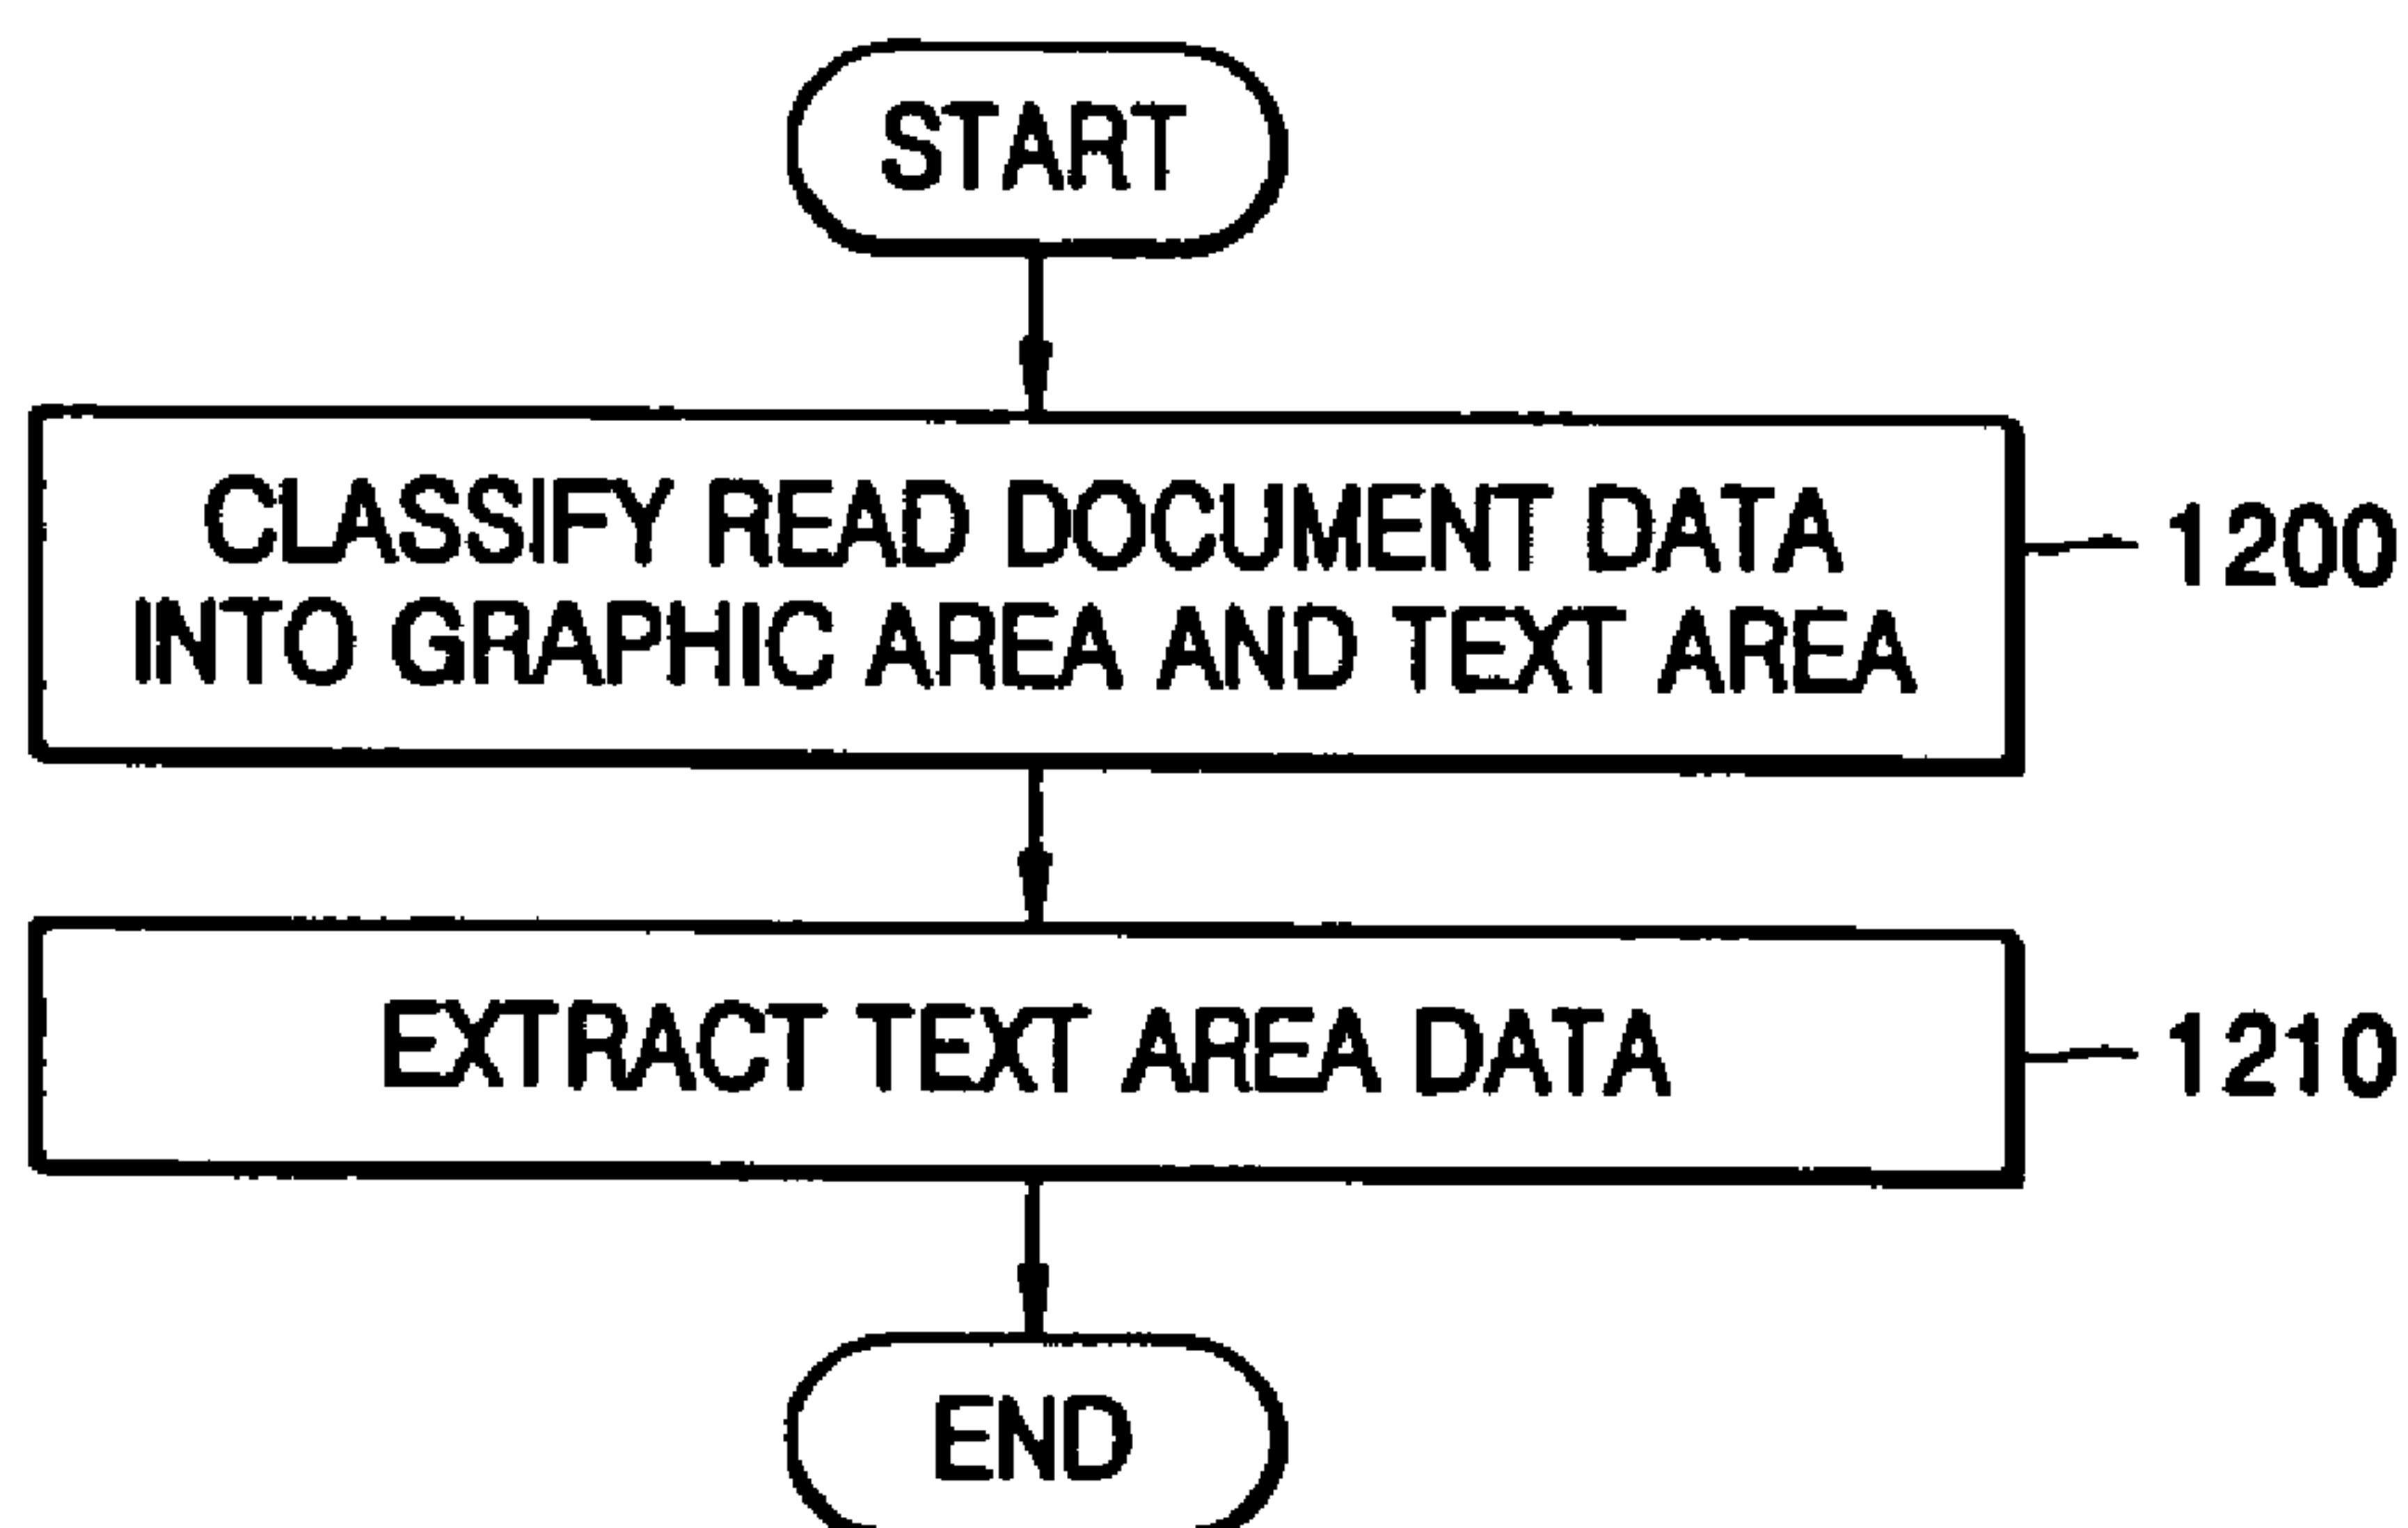 START
CLASSIFY READ DOCUMENT DATA
INTO GRAPHIC AREA AND TEXT AREA
1200
EXTRACT TEXT AREA DATA
1210
END